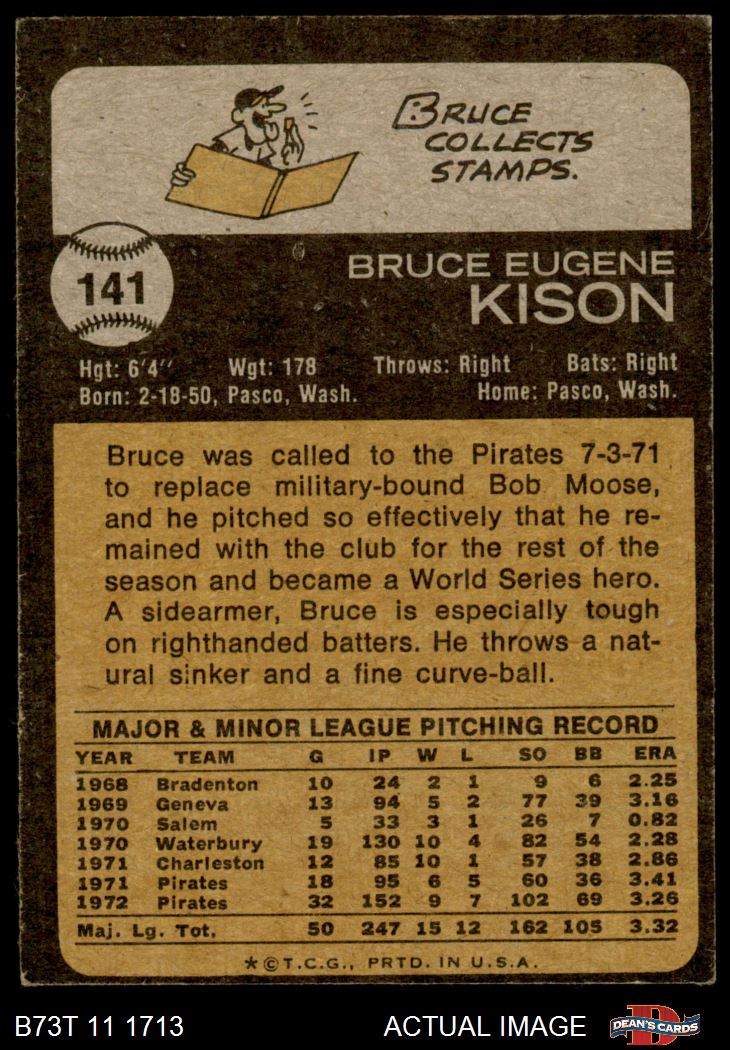 BRUCE
COLLECTS
STAMPS.
141
BRUCE EUGENE
KISON
Hgt: 6'4" Wgt: 178 Throws: Right Bats: Right
Born: 2-18-50, Pasco, Wash. Home: Pasco, Wash.
Bruce was called to the Pirates 7-3-71
to replace military-bound Bob Moose,
and he pitched so effectively that he re-
mained with the club for the rest of the
season and became a World Series hero.
A sidearmer, Bruce is especially tough
on righthanded batters. He throws a nat-
ural sinker and a fine curve-ball.
MAJOR & MINOR LEAGUE PITCHING RECORD
YEAR TEAM G IP W L SO BB ERA
1968 Bradenton 10 24 2 1 9 6 2.25
1969 Geneva 13 94 5 2 77 39 3.16
1970 Salem 5 33 3 1 26 7 0.82
1970 Waterbury 19 130 10 4 82 54 2.28
1971 Charleston 12 85 10 1 57 38 2.86
1971 Pirates 18 95 6 5 60 36 3.41
1972 Pirates 32 152 9 7 102 69 3.26
Maj. Lg. Tot. 50 247 15 12 162 105 3.32
*©T.C.G., PRTD. IN U.S.A.
B73T 11 1713 ACTUAL IMAGE DEAN'S CARDS